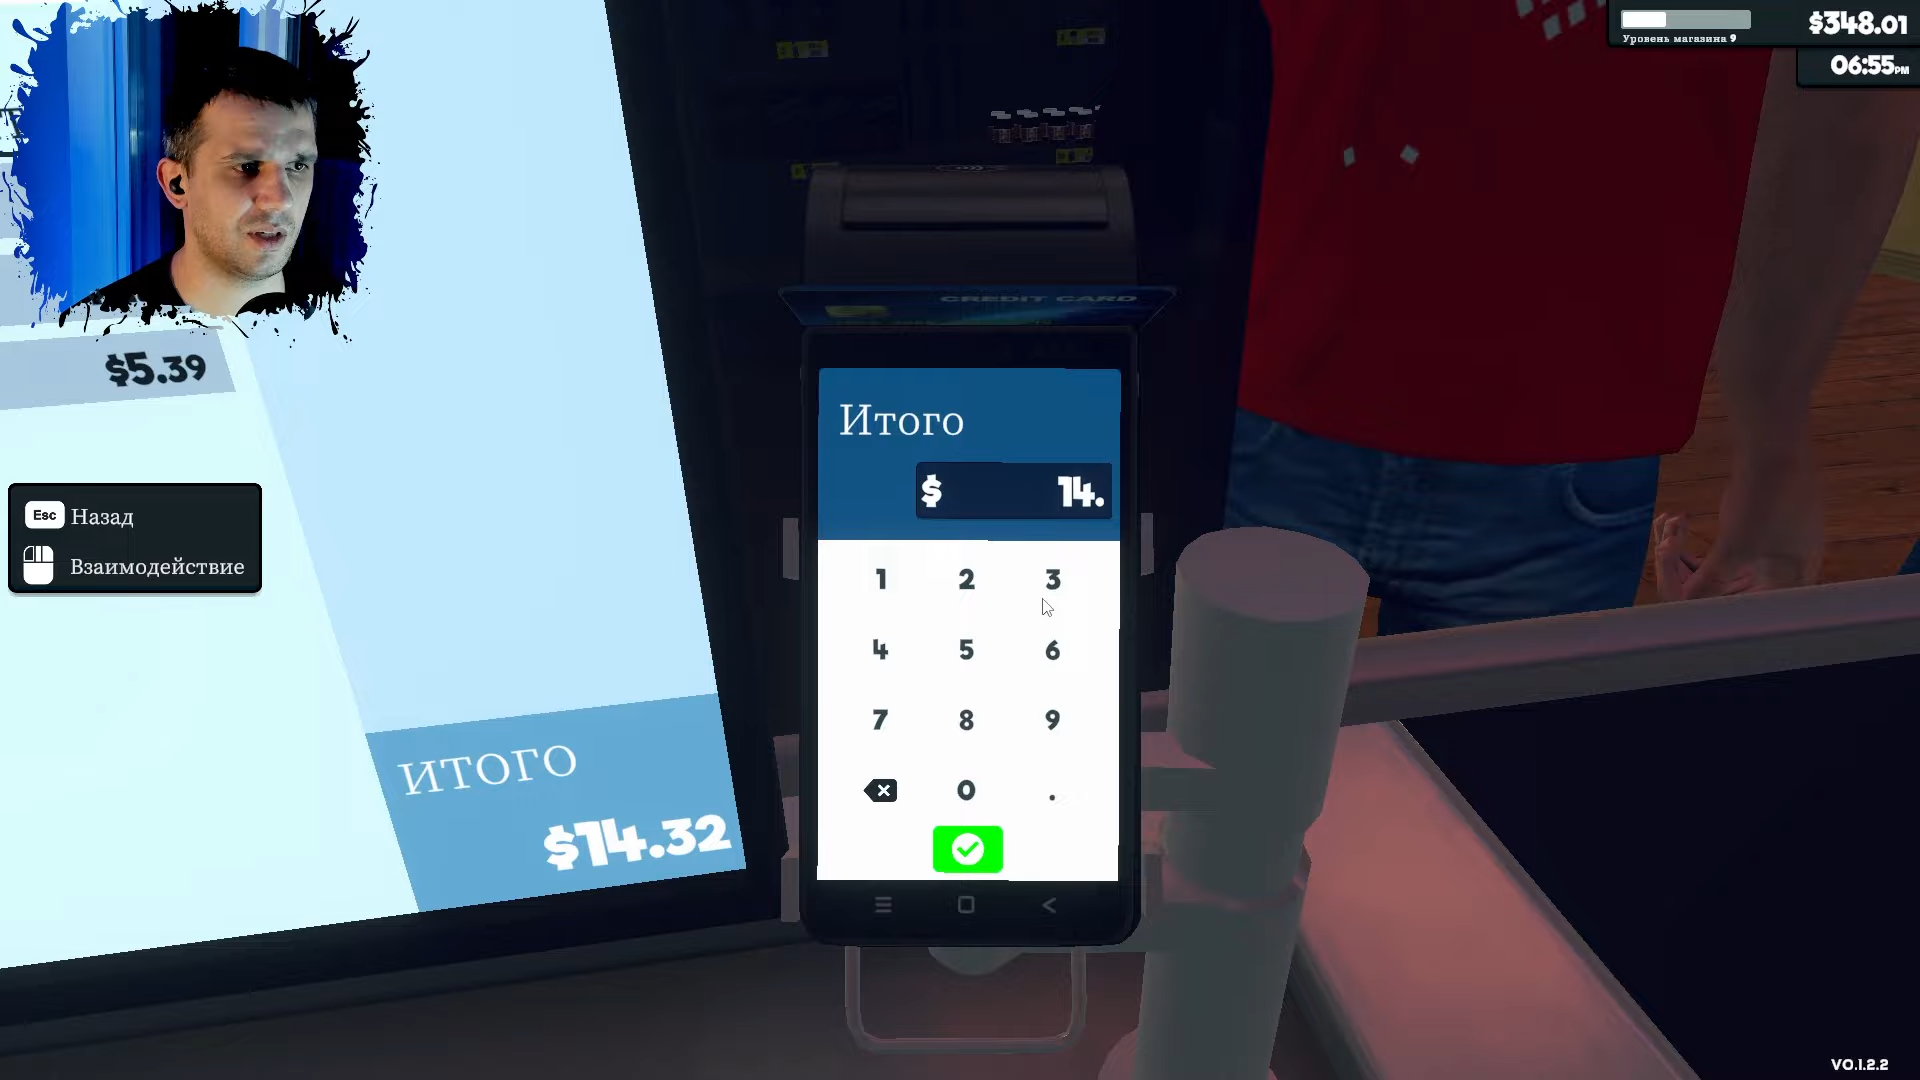 Уровень магазина 9
$348.01
06:55PM
CREDIT CARD
$5.39
Итого
$ 14.
Esc Назад
Взаимодействие
1 2 3
4 5 6
7 8 9
0 .
ИТОГО
$14.32
V0.1.2.2